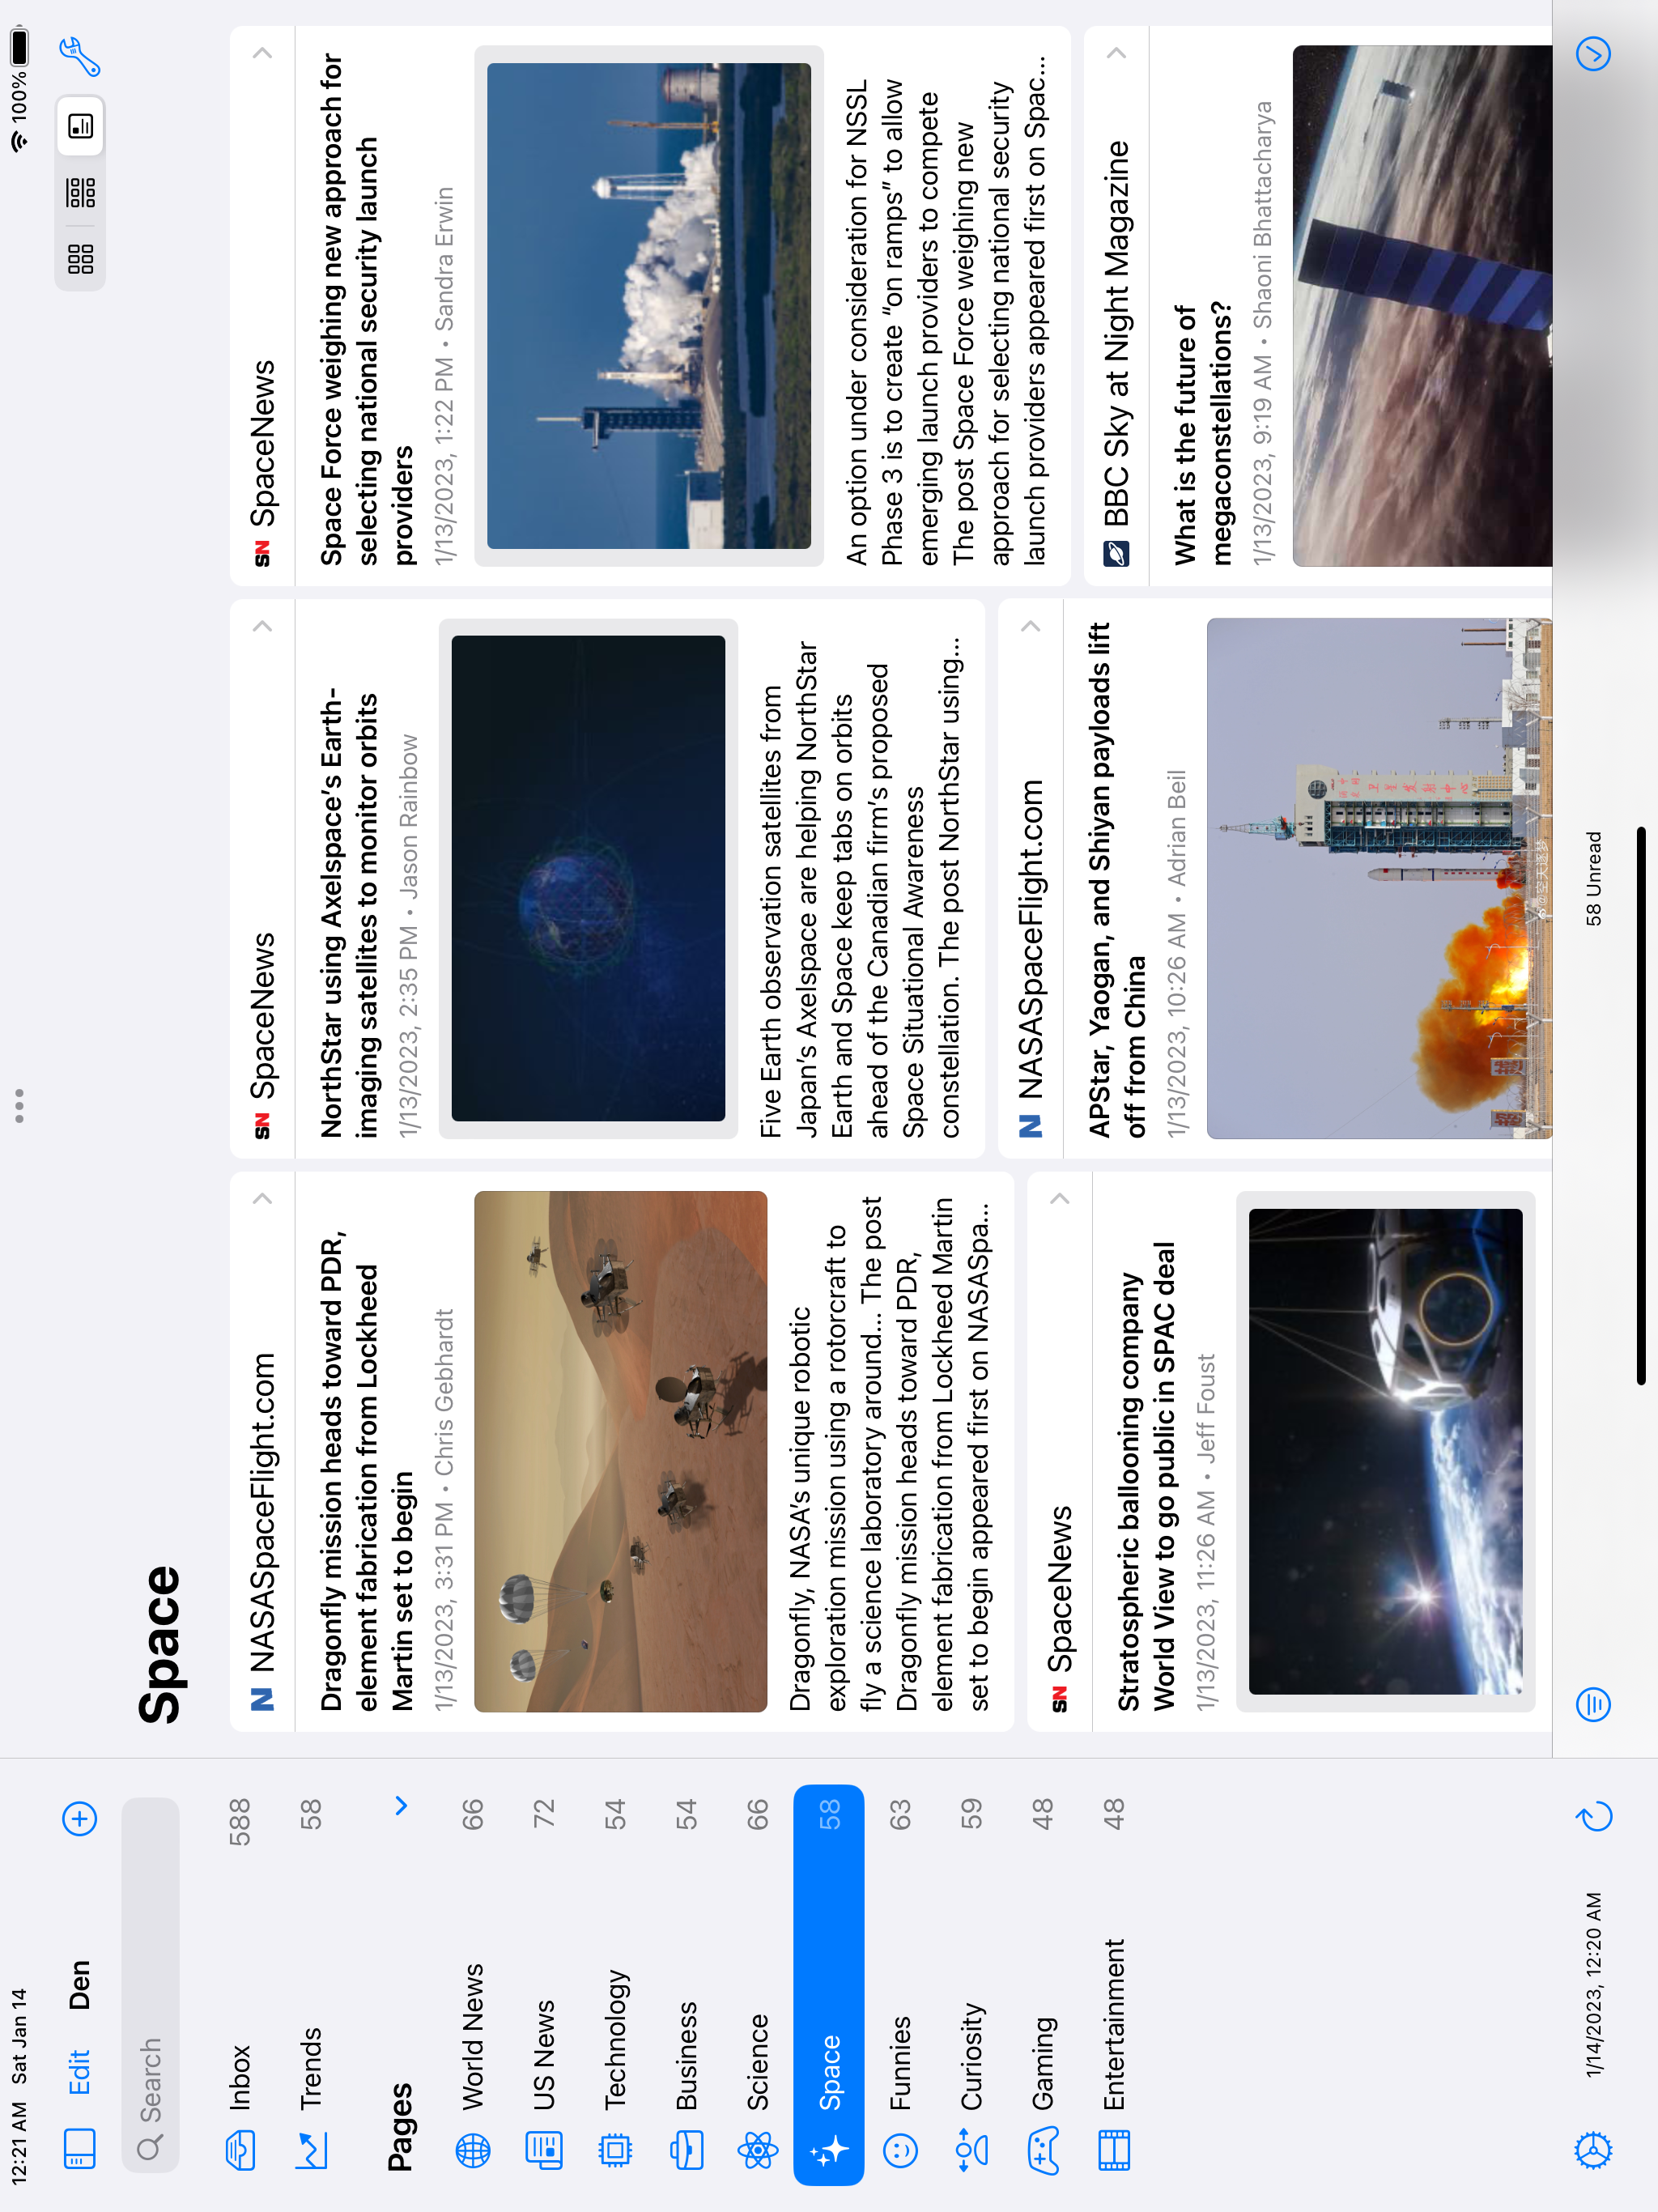 12:21 AM Sat Jan 14
100%
Edit
Den
Search
Inbox 588
Trends 58
Pages
World News 66
US News 72
Technology 54
Business 54
Science 66
Space 58
Funnies 63
Curiosity 59
Gaming 48
Entertainment 48
1/14/2023, 12:20 AM
Space
N NASASpaceFlight.com
Dragonfly mission heads toward PDR,
element fabrication from Lockheed
Martin set to begin
1/13/2023, 3:31 PM • Chris Gebhardt
Dragonfly, NASA's unique robotic
exploration mission using a rotorcraft to
fly a science laboratory around... The post
Dragonfly mission heads toward PDR,
element fabrication from Lockheed Martin
set to begin appeared first on NASASpa...
SN SpaceNews
Stratospheric ballooning company
World View to go public in SPAC deal
1/13/2023, 11:26 AM • Jeff Foust
SN SpaceNews
NorthStar using Axelspace's Earth-
imaging satellites to monitor orbits
1/13/2023, 2:35 PM • Jason Rainbow
Five Earth observation satellites from
Japan's Axelspace are helping NorthStar
Earth and Space keep tabs on orbits
ahead of the Canadian firm's proposed
Space Situational Awareness
constellation. The post NorthStar using...
N NASASpaceFlight.com
APStar, Yaogan, and Shiyan payloads lift
off from China
1/13/2023, 10:26 AM • Adrian Beil
卫星发射中心
@空天逐梦
SN SpaceNews
Space Force weighing new approach for
selecting national security launch
providers
1/13/2023, 1:22 PM • Sandra Erwin
An option under consideration for NSSL
Phase 3 is to create “on ramps” to allow
emerging launch providers to compete
The post Space Force weighing new
approach for selecting national security
launch providers appeared first on Spac...
BBC Sky at Night Magazine
What is the future of
megaconstellations?
1/13/2023, 9:19 AM • Shaoni Bhattacharya
58 Unread